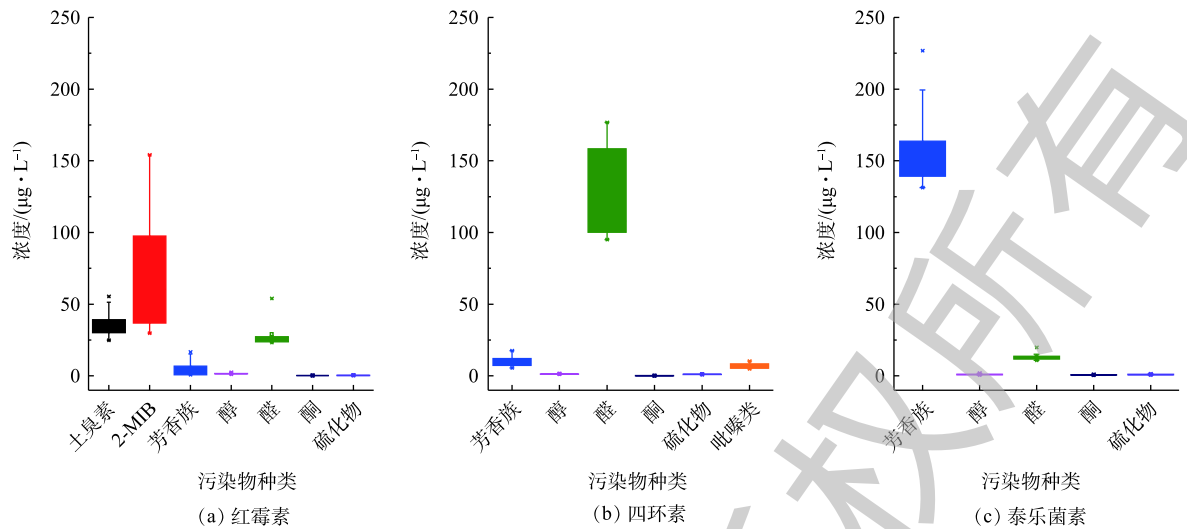 250
200
150
100
50
0
浓度/(μg·L⁻¹)
土臭素
2-MIB
芳香族
醇
醛
酮
硫化物
污染物种类
(a) 红霉素
250
200
150
100
50
0
浓度/(μg·L⁻¹)
芳香族
醇
醛
酮
硫化物
吡嗪类
污染物种类
(b) 四环素
250
200
150
100
50
0
浓度/(μg·L⁻¹)
芳香族
醇
醛
酮
硫化物
污染物种类
(c) 泰乐菌素
权所有